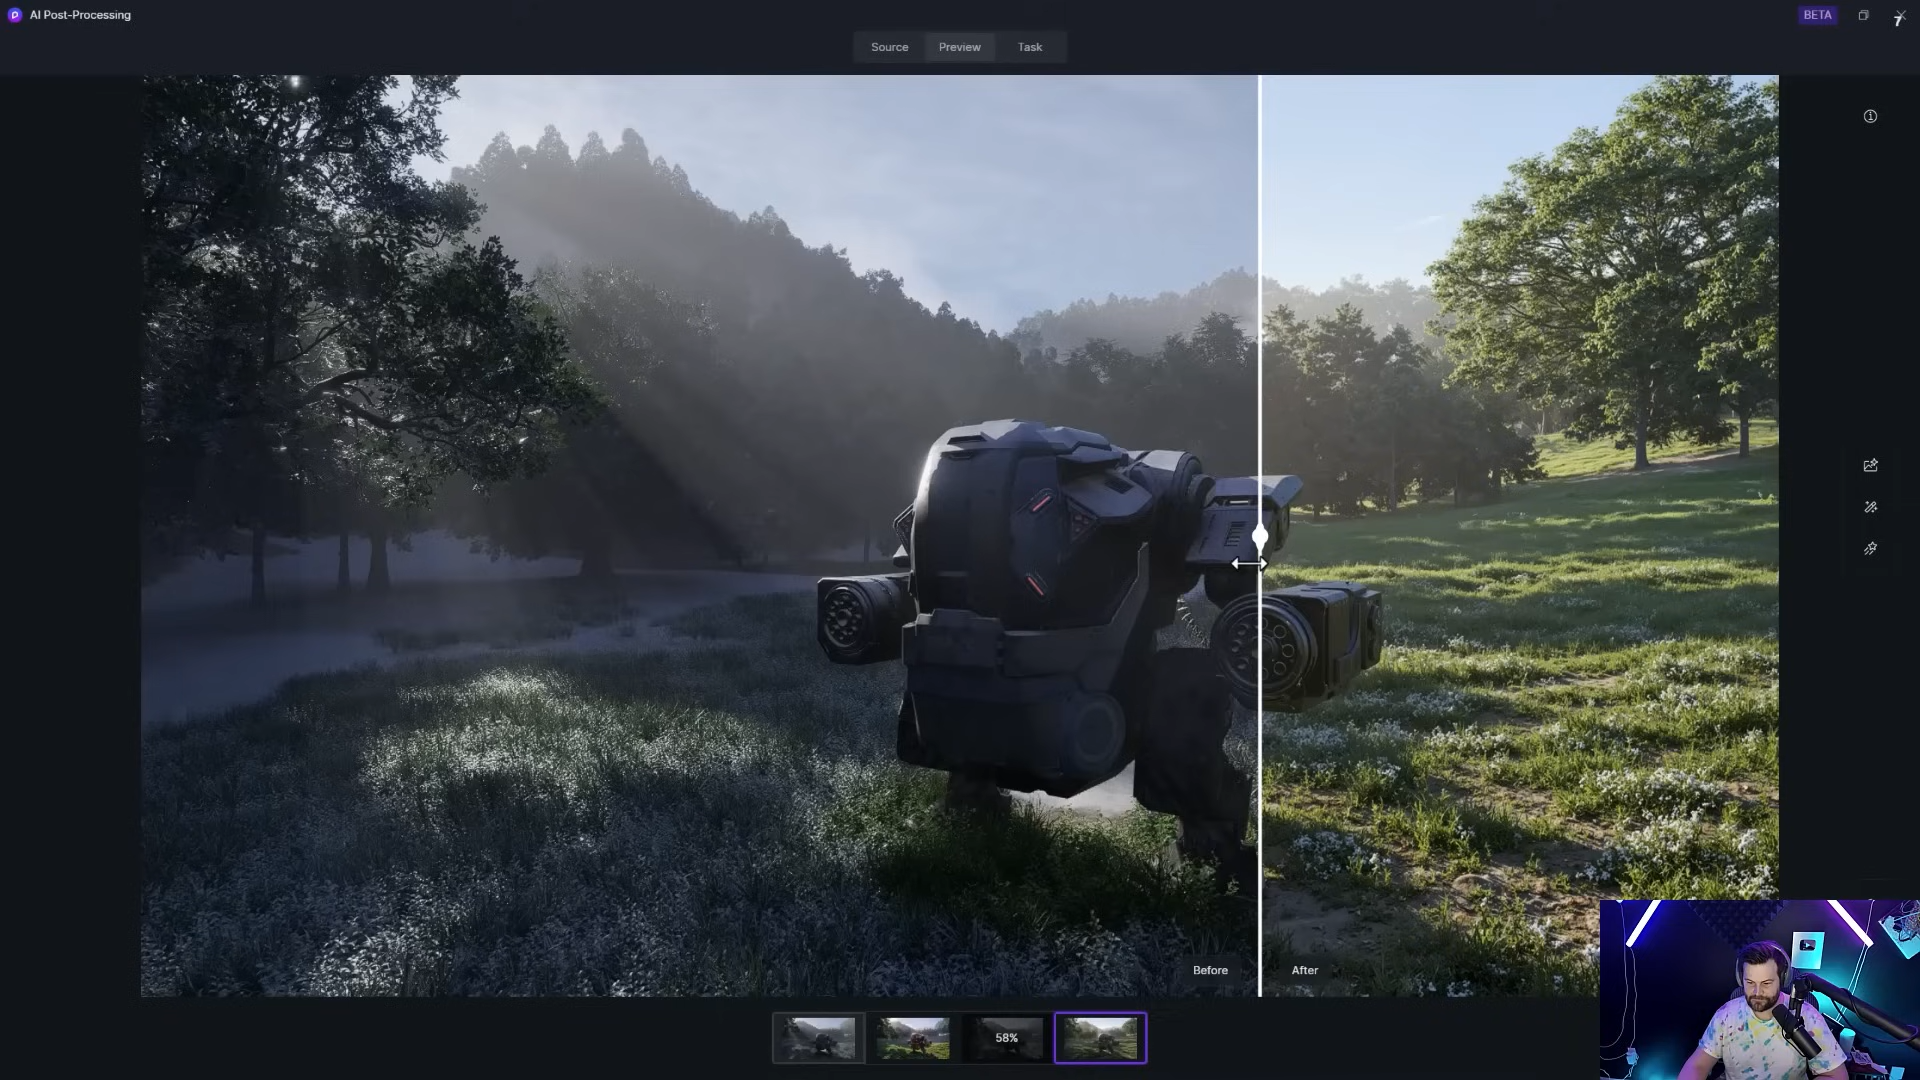 AI Post-Processing
BETA
Source
Preview
Task
Before
After
58%